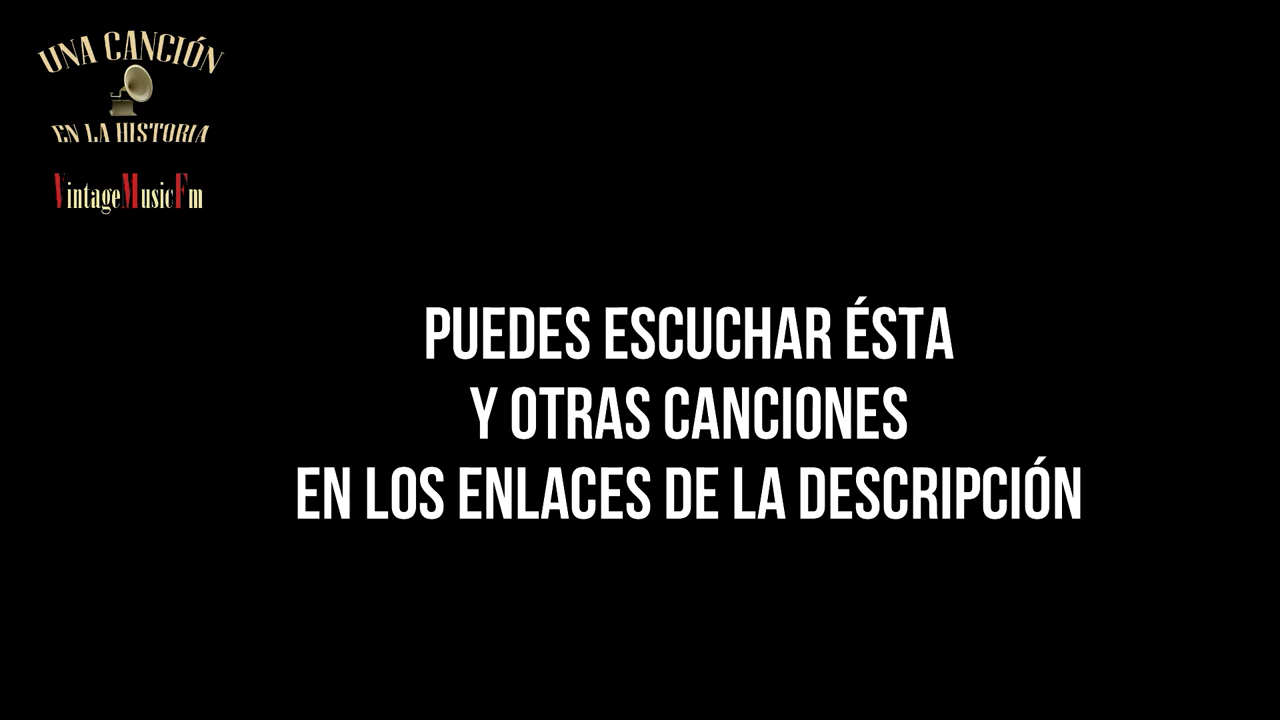 UNA CANCIÓN
EN LA HISTORIA
VintageMusicFm
PUEDES ESCUCHAR ÉSTA
Y OTRAS CANCIONES
EN LOS ENLACES DE LA DESCRIPCIÓN